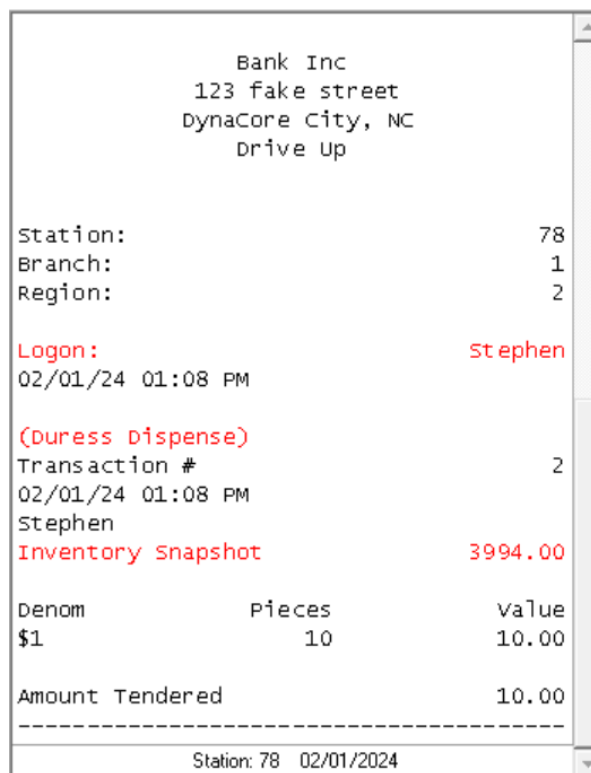 Bank Inc
123 fake street
DynaCore City, NC
Drive Up
Station: 78
Branch: 1
Region: 2
Logon: Stephen
02/01/24 01:08 PM
(Duress Dispense)
Transaction # 2
02/01/24 01:08 PM
Stephen
Inventory Snapshot 3994.00
Denom Pieces Value
$1 10 10.00
Amount Tendered 10.00
----------------------------------------
Station: 78 02/01/2024